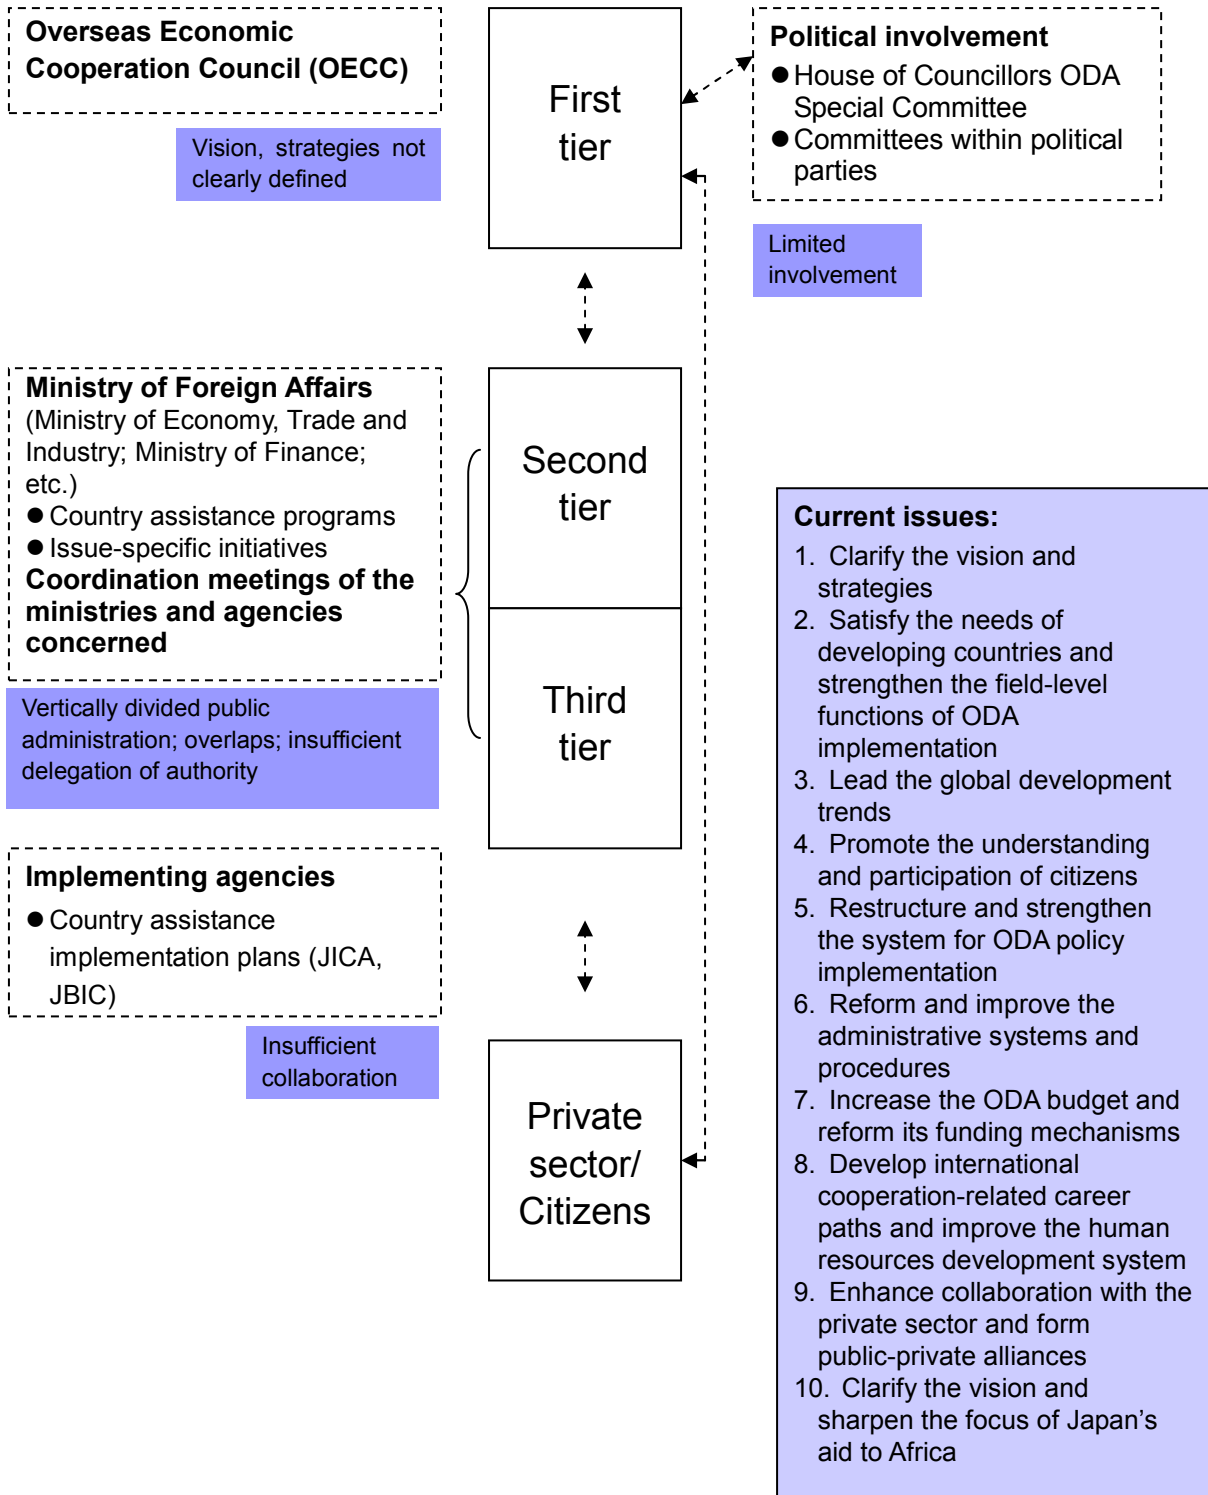 Overseas Economic
Cooperation Council (OECC)
Vision, strategies not
clearly defined
First
tier
Political involvement
● House of Councillors ODA
Special Committee
● Committees within political
parties
Limited
involvement
Ministry of Foreign Affairs
(Ministry of Economy, Trade and
Industry; Ministry of Finance;
etc.)
● Country assistance programs
● Issue-specific initiatives
Coordination meetings of the
ministries and agencies
concerned
Vertically divided public
administration; overlaps; insufficient
delegation of authority
Second
tier
Third
tier
Implementing agencies
● Country assistance
implementation plans (JICA,
JBIC)
Insufficient
collaboration
Private
sector/
Citizens
Current issues:
1. Clarify the vision and
strategies
2. Satisfy the needs of
developing countries and
strengthen the field-level
functions of ODA
implementation
3. Lead the global development
trends
4. Promote the understanding
and participation of citizens
5. Restructure and strengthen
the system for ODA policy
implementation
6. Reform and improve the
administrative systems and
procedures
7. Increase the ODA budget and
reform its funding mechanisms
8. Develop international
cooperation-related career
paths and improve the human
resources development system
9. Enhance collaboration with the
private sector and form
public-private alliances
10. Clarify the vision and
sharpen the focus of Japan's
aid to Africa